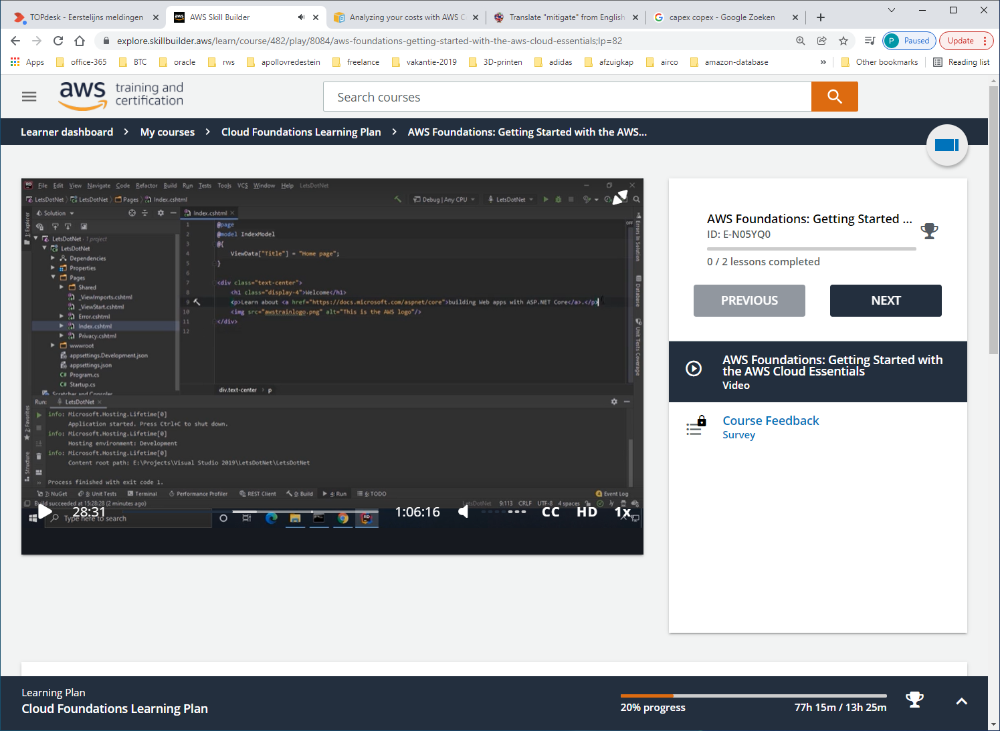 TOPdesk - Eerstelijns meldingen
AWS Skill Builder
Analyzing your costs with AWS C
Translate "mitigate" from English
capex copex - Google Zoeken
explore.skillbuilder.aws/learn/course/482/play/8084/aws-foundations-getting-started-with-the-aws-cloud-essentials;lp=82
P Paused
Update
Apps office-365 BTC oracle rws apollovredestein freelance vakantie-2019 3D-printen adidas afzuigkap airco amazon-database » Other bookmarks Reading list
aws training and certification
Search courses
Learner dashboard > My courses > Cloud Foundations Learning Plan > AWS Foundations: Getting Started with the AWS...
File Edit View Navigate Code Refactor Build Run Tests Tools VCS Window Help LetsDotNet
LetsDotNet LetsDotNet Pages Index.cshtml
Debug | Any CPU LetsDotNet
Solution
Index.cshtml
1: Explorer
LetsDotNet · 1 project
LetsDotNet
Dependencies
Properties
Pages
Shared
_ViewImports.cshtml
_ViewStart.cshtml
Error.cshtml
Index.cshtml
Privacy.cshtml
wwwroot
appsettings.Development.json
appsettings.json
C# Program.cs
C# Startup.cs
Scratches and Consoles
1 @page
2 @model IndexModel
3 @{
4 ViewData["Title"] = "Home page";
5 }
6
7 <div class="text-center">
8 <h1 class="display-4">Welcome</h1>
9 <p>Learn about <a href="https://docs.microsoft.com/aspnet/core">building Web apps with ASP.NET Core</a>.</p>
10 <img src="awstrainlogo.png" alt="This is the AWS logo"/>
11 </div>
12
OFF
Errors In Solution
Database
Unit Tests Coverage
div.text-center > p
Run: LetsDotNet
2: Favorites
Structure
info: Microsoft.Hosting.Lifetime[0]
Application started. Press Ctrl+C to shut down.
info: Microsoft.Hosting.Lifetime[0]
Hosting environment: Development
info: Microsoft.Hosting.Lifetime[0]
Content root path: E:\Projects\Visual Studio 2019\LetsDotNet\LetsDotNet
Process finished with exit code 1.
7: NuGet 8: Unit Tests Terminal Performance Profiler REST Client 0: Build 4: Run 6: TODO Event Log
Build succeeded at 15:28:28 (2 minutes ago)
LetsDotNet 9:113 CRLF UTF-8 4 spaces
28:31
1:06:16
CC HD 1x
Type here to search
AWS Foundations: Getting Started ...
ID: E-N05YQ0
0 / 2 lessons completed
PREVIOUS
NEXT
AWS Foundations: Getting Started with
the AWS Cloud Essentials
Video
Course Feedback
Survey
Learning Plan
Cloud Foundations Learning Plan
20% progress
77h 15m / 13h 25m